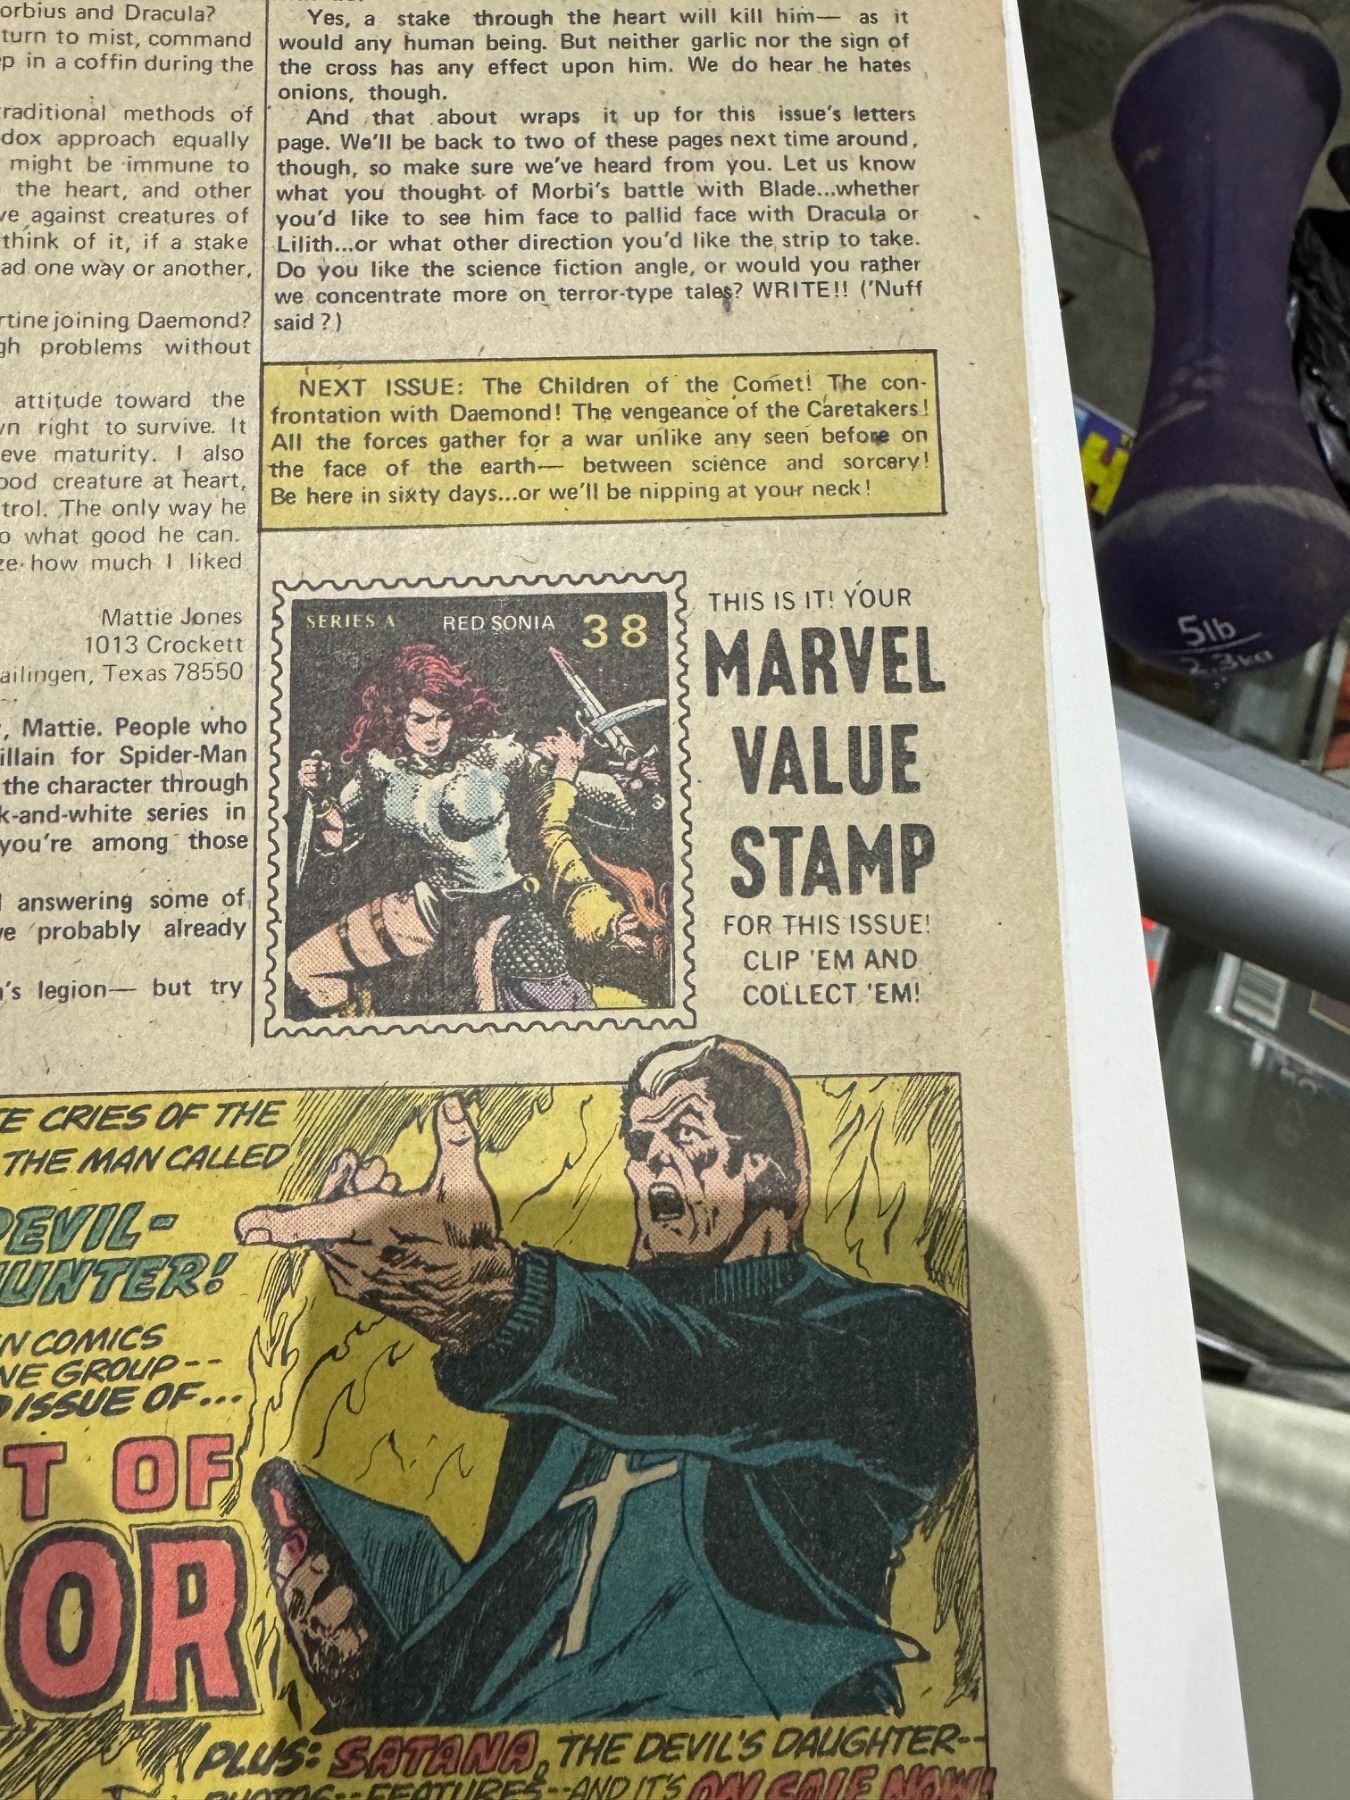 orbius and Dracula?
turn to mist, command
p in a coffin during the
raditional methods of
dox approach equally
might be immune to
the heart, and other
ve against creatures of
think of it, if a stake
ad one way or another,
rtine joining Daemond?
gh problems without
attitude toward the
wn right to survive. It
eve maturity. I also
ood creature at heart,
trol. The only way he
o what good he can.
ze how much I liked
Mattie Jones
1013 Crockett
ailingen, Texas 78550
, Mattie. People who
illain for Spider-Man
the character through
k-and-white series in
you're among those
answering some of
ve probably already
's legion— but try
Yes, a stake through the heart will kill him— as it
would any human being. But neither garlic nor the sign of
the cross has any effect upon him. We do hear he hates
onions, though.
And that about wraps it up for this issue's letters
page. We'll be back to two of these pages next time around,
though, so make sure we've heard from you. Let us know
what you thought of Morbi's battle with Blade...whether
you'd like to see him face to pallid face with Dracula or
Lilith...or what other direction you'd like the strip to take.
Do you like the science fiction angle, or would you rather
we concentrate more on terror-type tales? WRITE!! ('Nuff
said?)
NEXT ISSUE: The Children of the Comet! The con-
frontation with Daemond! The vengeance of the Caretakers!
All the forces gather for a war unlike any seen before on
the face of the earth— between science and sorcery!
Be here in sixty days...or we'll be nipping at your neck!
SERIES A RED SONIA 38
THIS IS IT! YOUR
MARVEL
VALUE
STAMP
FOR THIS ISSUE!
CLIP 'EM AND
COLLECT 'EM!
E CRIES OF THE
THE MAN CALLED
DEVIL-
HUNTER!
N COMICS
NE GROUP--
D ISSUE OF...
T OF
ROR
PLUS: SATANA, THE DEVIL'S DAUGHTER--
PHOTOS--FEATURES--AND IT'S ON SALE NOW!
5lb
2.3kg